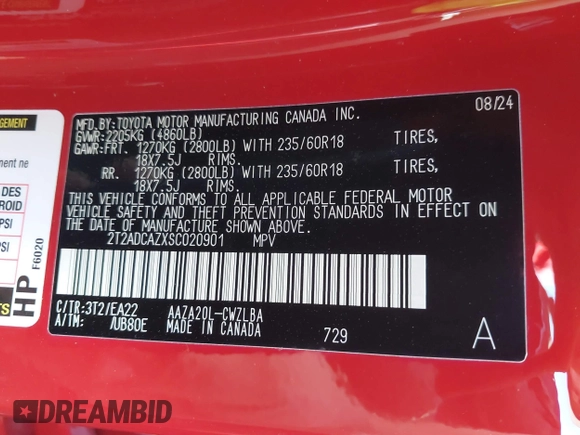 08/24
MFD.BY:TOYOTA MOTOR MANUFACTURING CANADA INC.
GVWR:2205KG (4860LB)
GAWR:FRT. 1270KG (2800LB) WITH 235/60R18 TIRES,
18X7.5J RIMS.
RR. 1270KG (2800LB) WITH 235/60R18 TIRES,
18X7.5J RIMS.
THIS VEHICLE CONFORMS TO ALL APPLICABLE FEDERAL MOTOR
VEHICLE SAFETY AND THEFT PREVENTION STANDARDS IN EFFECT ON
THE DATE OF MANUFACTURE SHOWN ABOVE.
2T2ADCAZXSC020901 MPV
C/TR:3T2/EA22 AAZA20L-CWZLBA
A/TM: /UB80E MADE IN CANADA
729
A
ement ne
DES
ROID
PSI
PSI
HP
F6020
DREAMBID